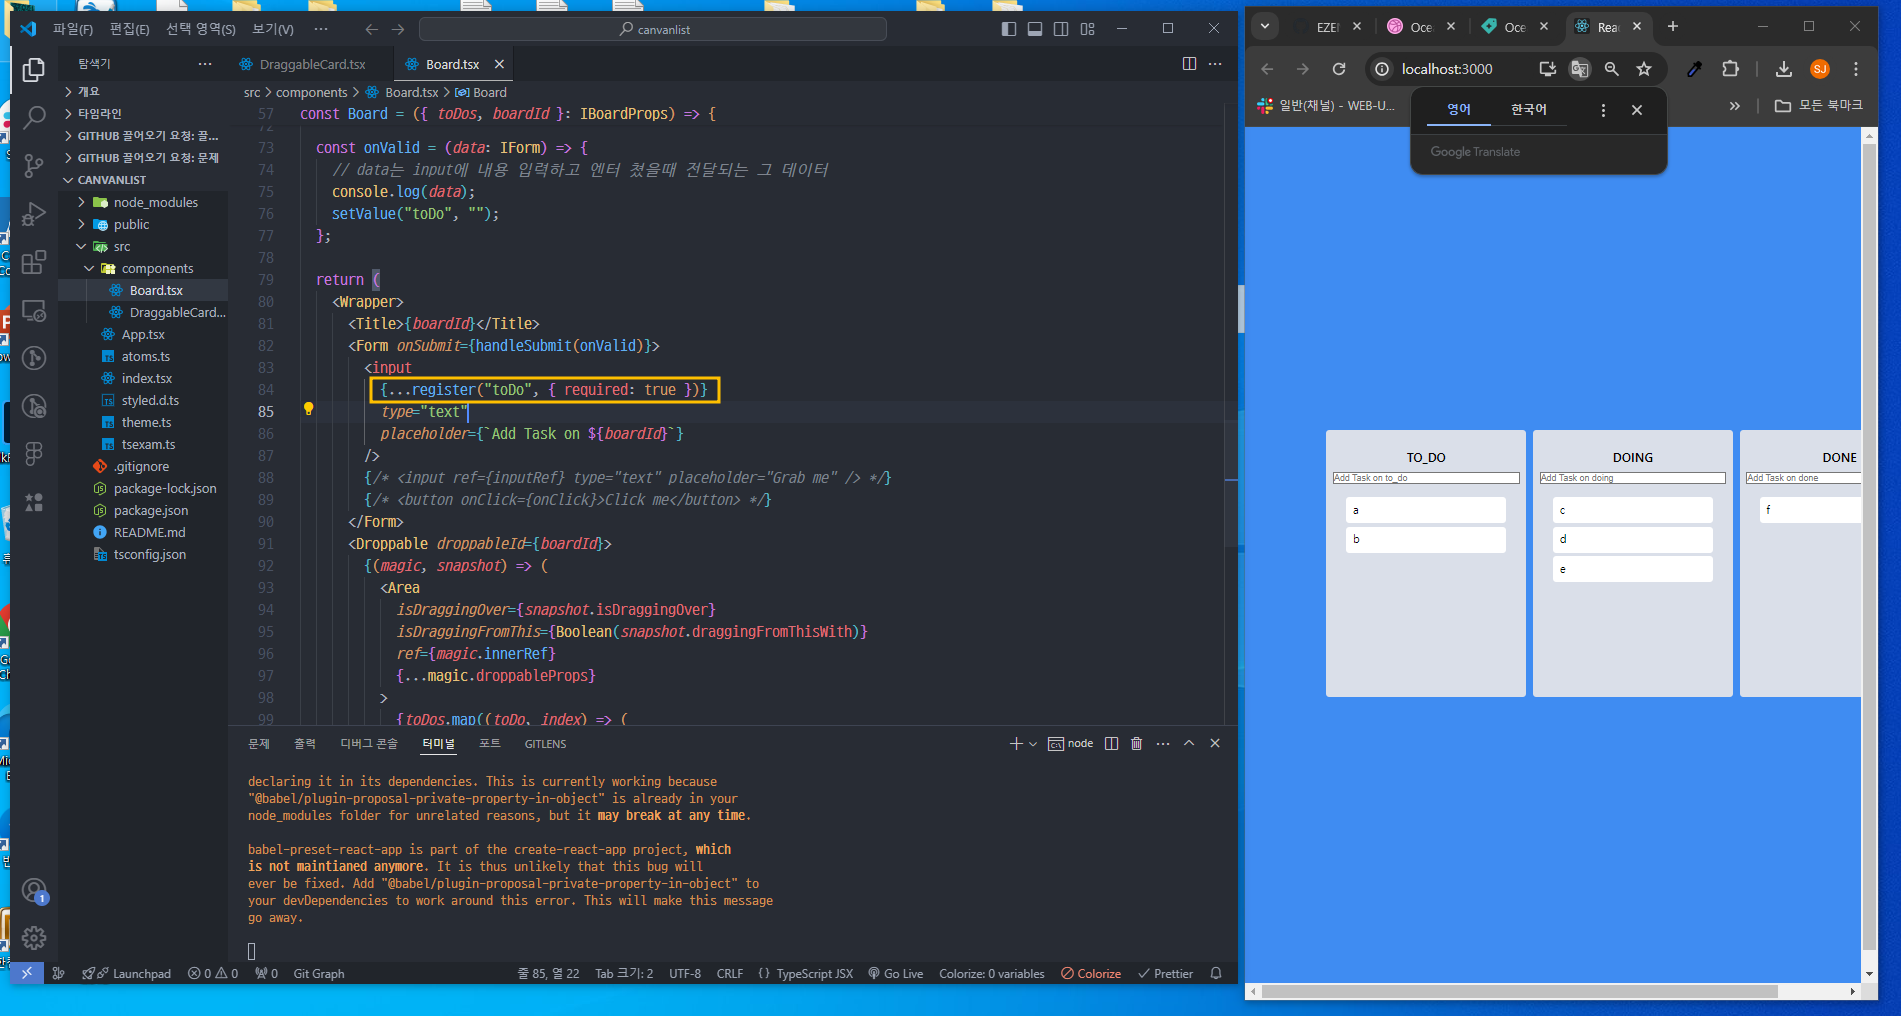 파일(F) 편집(E) 선택 영역(S) 보기(V) ···
canvanlist
탐색기
DraggableCard.tsx
Board.tsx
개요
타임라인
GITHUB 끌어오기 요청: 끌...
GITHUB 끌어오기 요청: 문제
CANVANLIST
node_modules
public
src
components
Board.tsx
DraggableCard...
App.tsx
atoms.ts
index.tsx
styled.d.ts
theme.ts
tsexam.ts
.gitignore
package-lock.json
package.json
README.md
tsconfig.json
src > components > Board.tsx > Board
57 const Board = ({ toDos, boardId }: IBoardProps) => {
72
73 const onValid = (data: IForm) => {
74 // data는 input에 내용 입력하고 엔터 쳤을때 전달되는 그 데이터
75 console.log(data);
76 setValue("toDo", "");
77 };
78
79 return (
80 <Wrapper>
81 <Title>{boardId}</Title>
82 <Form onSubmit={handleSubmit(onValid)}>
83 <input
84 {...register("toDo", { required: true })}
85 type="text"
86 placeholder={`Add Task on ${boardId}`}
87 />
88 {/* <input ref={inputRef} type="text" placeholder="Grab me" /> */}
89 {/* <button onClick={onClick}>Click me</button> */}
90 </Form>
91 <Droppable droppableId={boardId}>
92 {(magic, snapshot) => (
93 <Area
94 isDraggingOver={snapshot.isDraggingOver}
95 isDraggingFromThis={Boolean(snapshot.draggingFromThisWith)}
96 ref={magic.innerRef}
97 {...magic.droppableProps}
98 >
99 {toDos.map((toDo, index) => (
문제 출력 디버그 콘솔 터미널 포트 GITLENS
node
declaring it in its dependencies. This is currently working because
"@babel/plugin-proposal-private-property-in-object" is already in your
node_modules folder for unrelated reasons, but it may break at any time.
babel-preset-react-app is part of the create-react-app project, which
is not maintianed anymore. It is thus unlikely that this bug will
ever be fixed. Add "@babel/plugin-proposal-private-property-in-object" to
your devDependencies to work around this error. This will make this message
go away.
1
Launchpad 0 0 0 Git Graph
줄 85, 열 22 Tab 크기: 2 UTF-8 CRLF {} TypeScript JSX Go Live Colorize: 0 variables Colorize Prettier
EZE Oce Oce Rea
localhost:3000
SJ
일반(채널) - WEB-U...
모든 북마크
영어 한국어
Google Translate
TO_DO
Add Task on to_do
a
b
DOING
Add Task on doing
c
d
e
DONE
Add Task on done
f